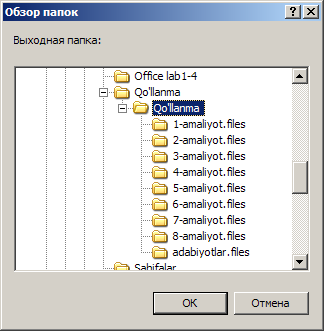 Обзор папок
Выходная папка:
Office lab1-4
Qo'llanma
Qo'llanma
1-amaliyot.files
2-amaliyot.files
3-amaliyot.files
4-amaliyot.files
5-amaliyot.files
6-amaliyot.files
7-amaliyot.files
8-amaliyot.files
adabiyotlar.files
Sahifalar
OK
Отмена